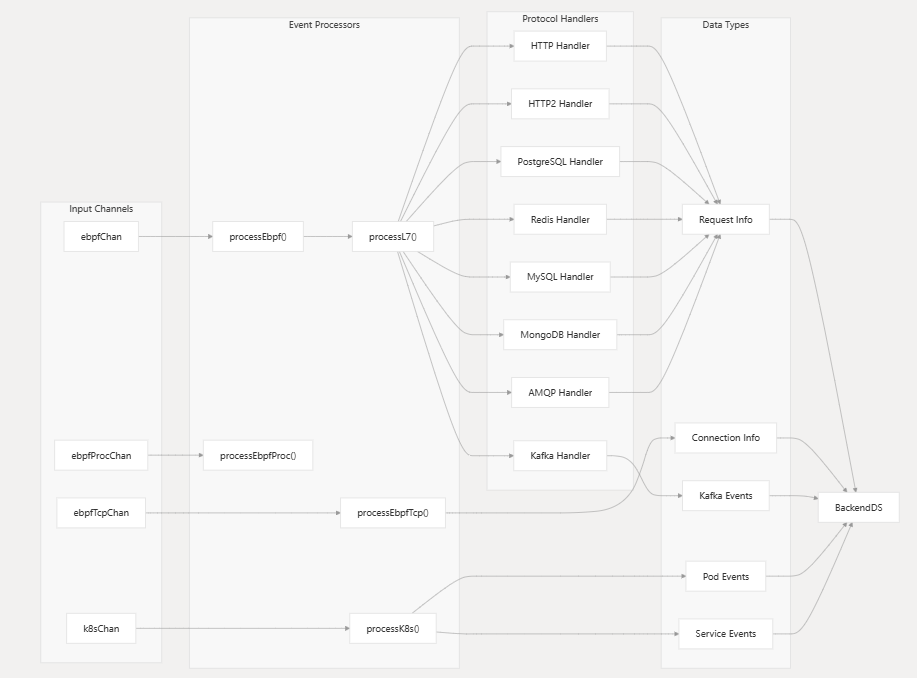 Input Channels
ebpfChan
ebpfProcChan
ebpfTcpChan
k8sChan
Event Processors
processEbpf()
processL7()
processEbpfProc()
processEbpfTcp()
processK8s()
Protocol Handlers
HTTP Handler
HTTP2 Handler
PostgreSQL Handler
Redis Handler
MySQL Handler
MongoDB Handler
AMQP Handler
Kafka Handler
Data Types
Request Info
Connection Info
Kafka Events
Pod Events
Service Events
BackendDS